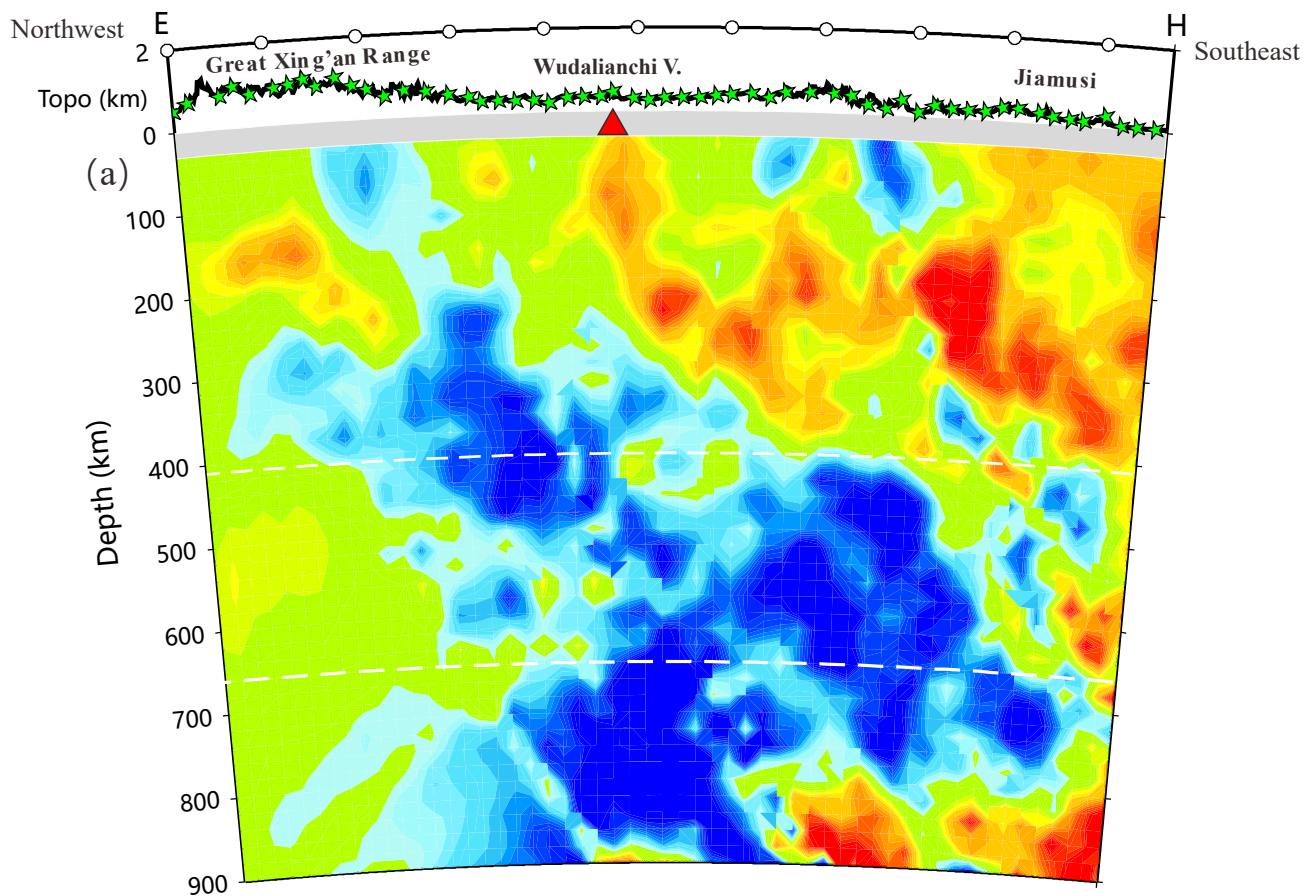 Northwest
E
H
Southeast
2
Great Xing’an Range
Wudalianchi V.
Jiamusi
Topo (km)
0
(a)
100
200
300
Depth (km)
400
500
600
700
800
900